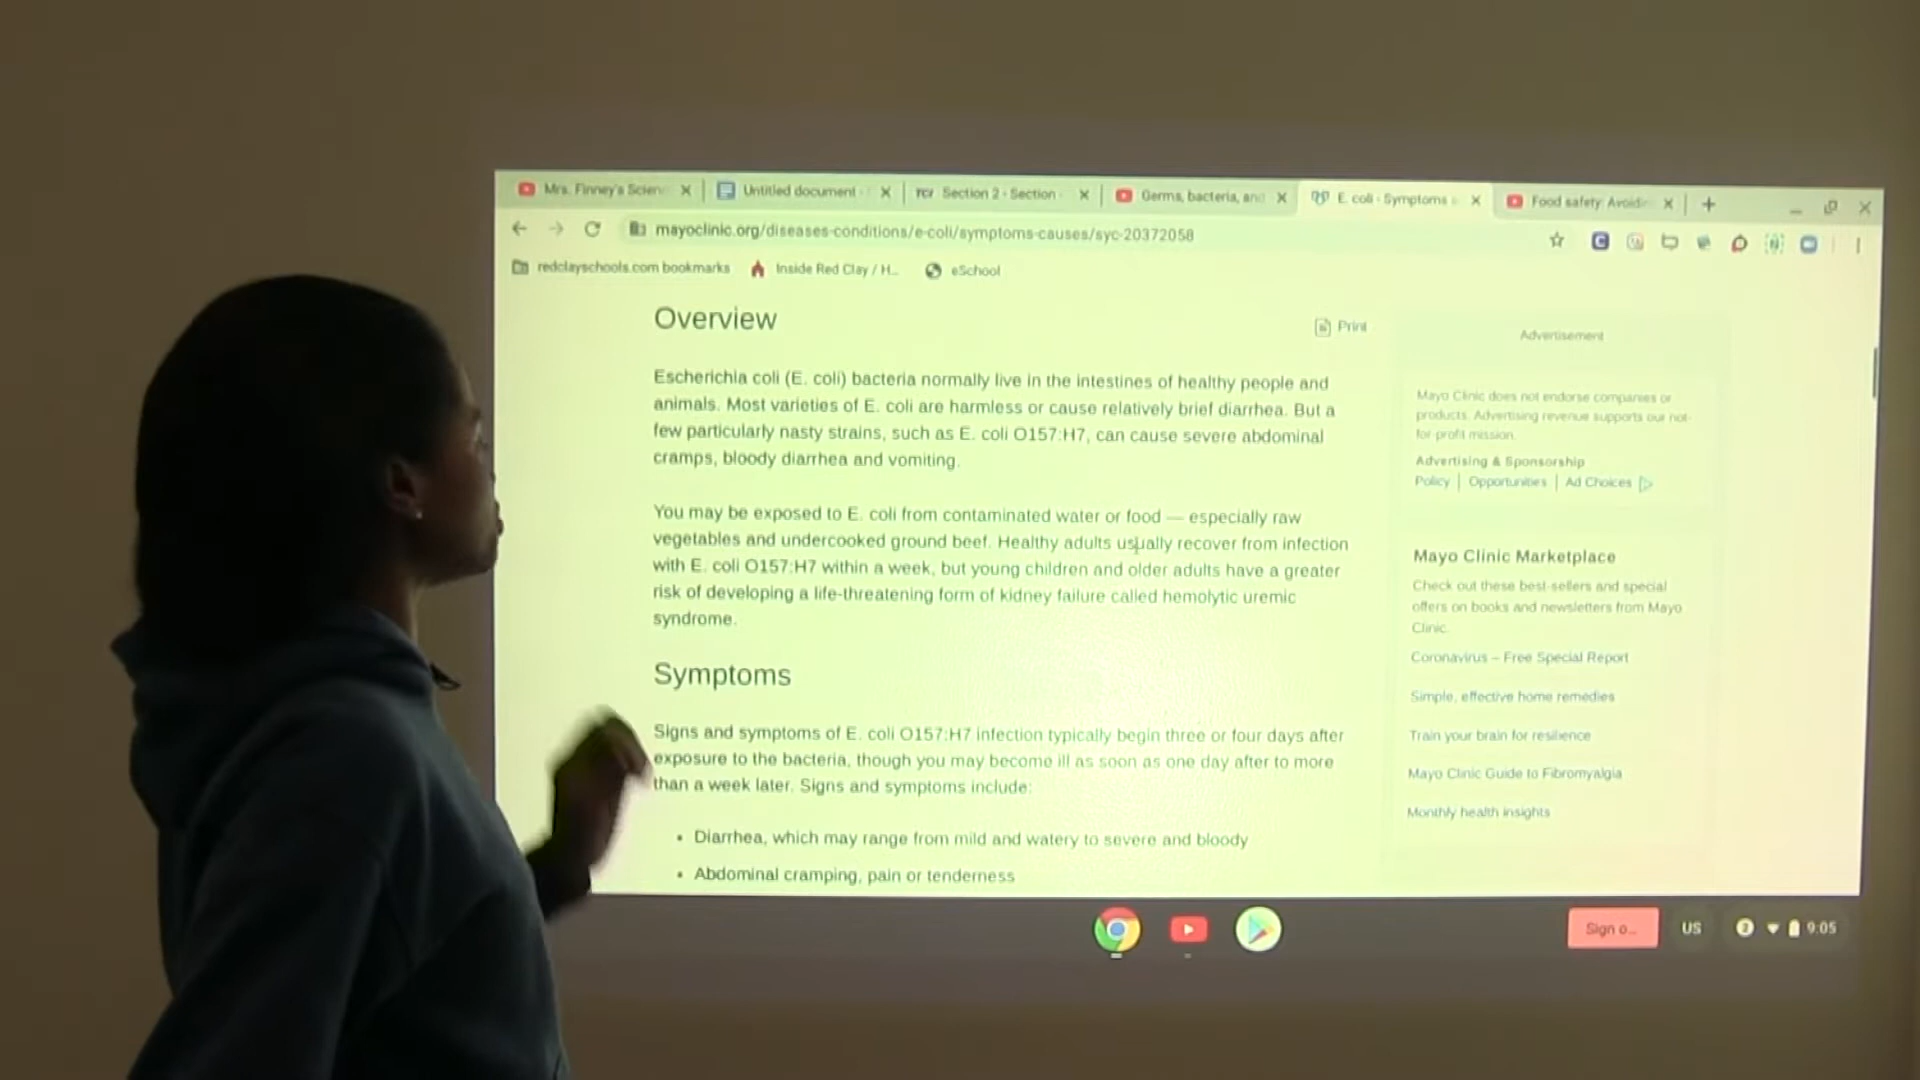 Mrs. Finney's Scien
Untitled document -
TCi Section 2 - Section
Germs, bacteria, and
E. coli - Symptoms
Food safety: Avoidin
mayoclinic.org/diseases-conditions/e-coli/symptoms-causes/syc-20372058
redclayschools.com bookmarks
Inside Red Clay / H...
eSchool
Overview
Print
Escherichia coli (E. coli) bacteria normally live in the intestines of healthy people and
animals. Most varieties of E. coli are harmless or cause relatively brief diarrhea. But a
few particularly nasty strains, such as E. coli O157:H7, can cause severe abdominal
cramps, bloody diarrhea and vomiting.
You may be exposed to E. coli from contaminated water or food — especially raw
vegetables and undercooked ground beef. Healthy adults usually recover from infection
with E. coli O157:H7 within a week, but young children and older adults have a greater
risk of developing a life-threatening form of kidney failure called hemolytic uremic
syndrome.
Symptoms
Signs and symptoms of E. coli O157:H7 infection typically begin three or four days after
exposure to the bacteria, though you may become ill as soon as one day after to more
than a week later. Signs and symptoms include:
• Diarrhea, which may range from mild and watery to severe and bloody
• Abdominal cramping, pain or tenderness
Advertisement
Mayo Clinic does not endorse companies or
products. Advertising revenue supports our not-
for-profit mission.
Advertising & Sponsorship
Policy | Opportunities | Ad Choices
Mayo Clinic Marketplace
Check out these best-sellers and special
offers on books and newsletters from Mayo
Clinic.
Coronavirus – Free Special Report
Simple, effective home remedies
Train your brain for resilience
Mayo Clinic Guide to Fibromyalgia
Monthly health insights
Sign o...
US
2
9:05